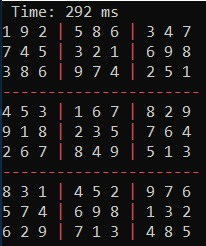 Time: 292 ms
1 9 2 | 5 8 6 | 3 4 7
7 4 5 | 3 2 1 | 6 9 8
3 8 6 | 9 7 4 | 2 5 1
---------------------
4 5 3 | 1 6 7 | 8 2 9
9 1 8 | 2 3 5 | 7 6 4
2 6 7 | 8 4 9 | 5 1 3
---------------------
8 3 1 | 4 5 2 | 9 7 6
5 7 4 | 6 9 8 | 1 3 2
6 2 9 | 7 1 3 | 4 8 5